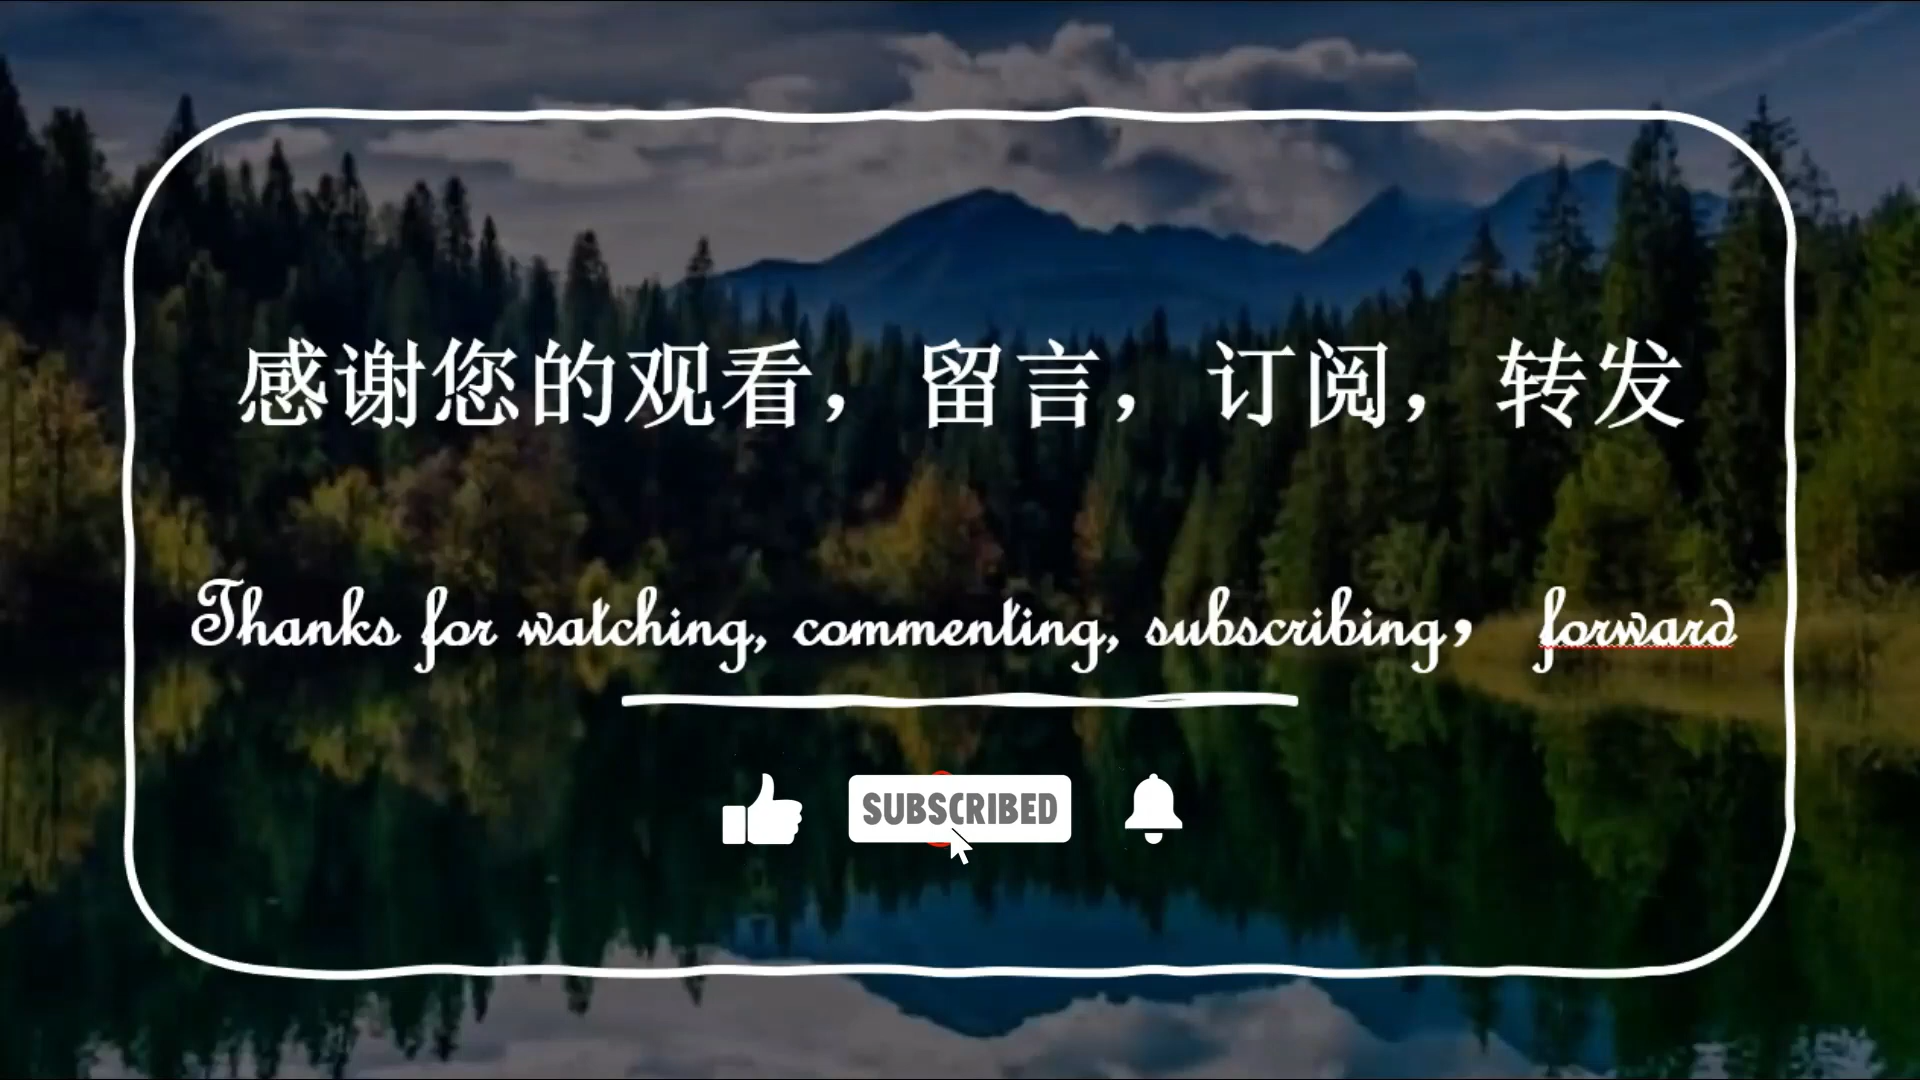 感谢您的观看，留言，订阅，转发
Thanks for watching, commenting, subscribing， forward
SUBSCRIBED